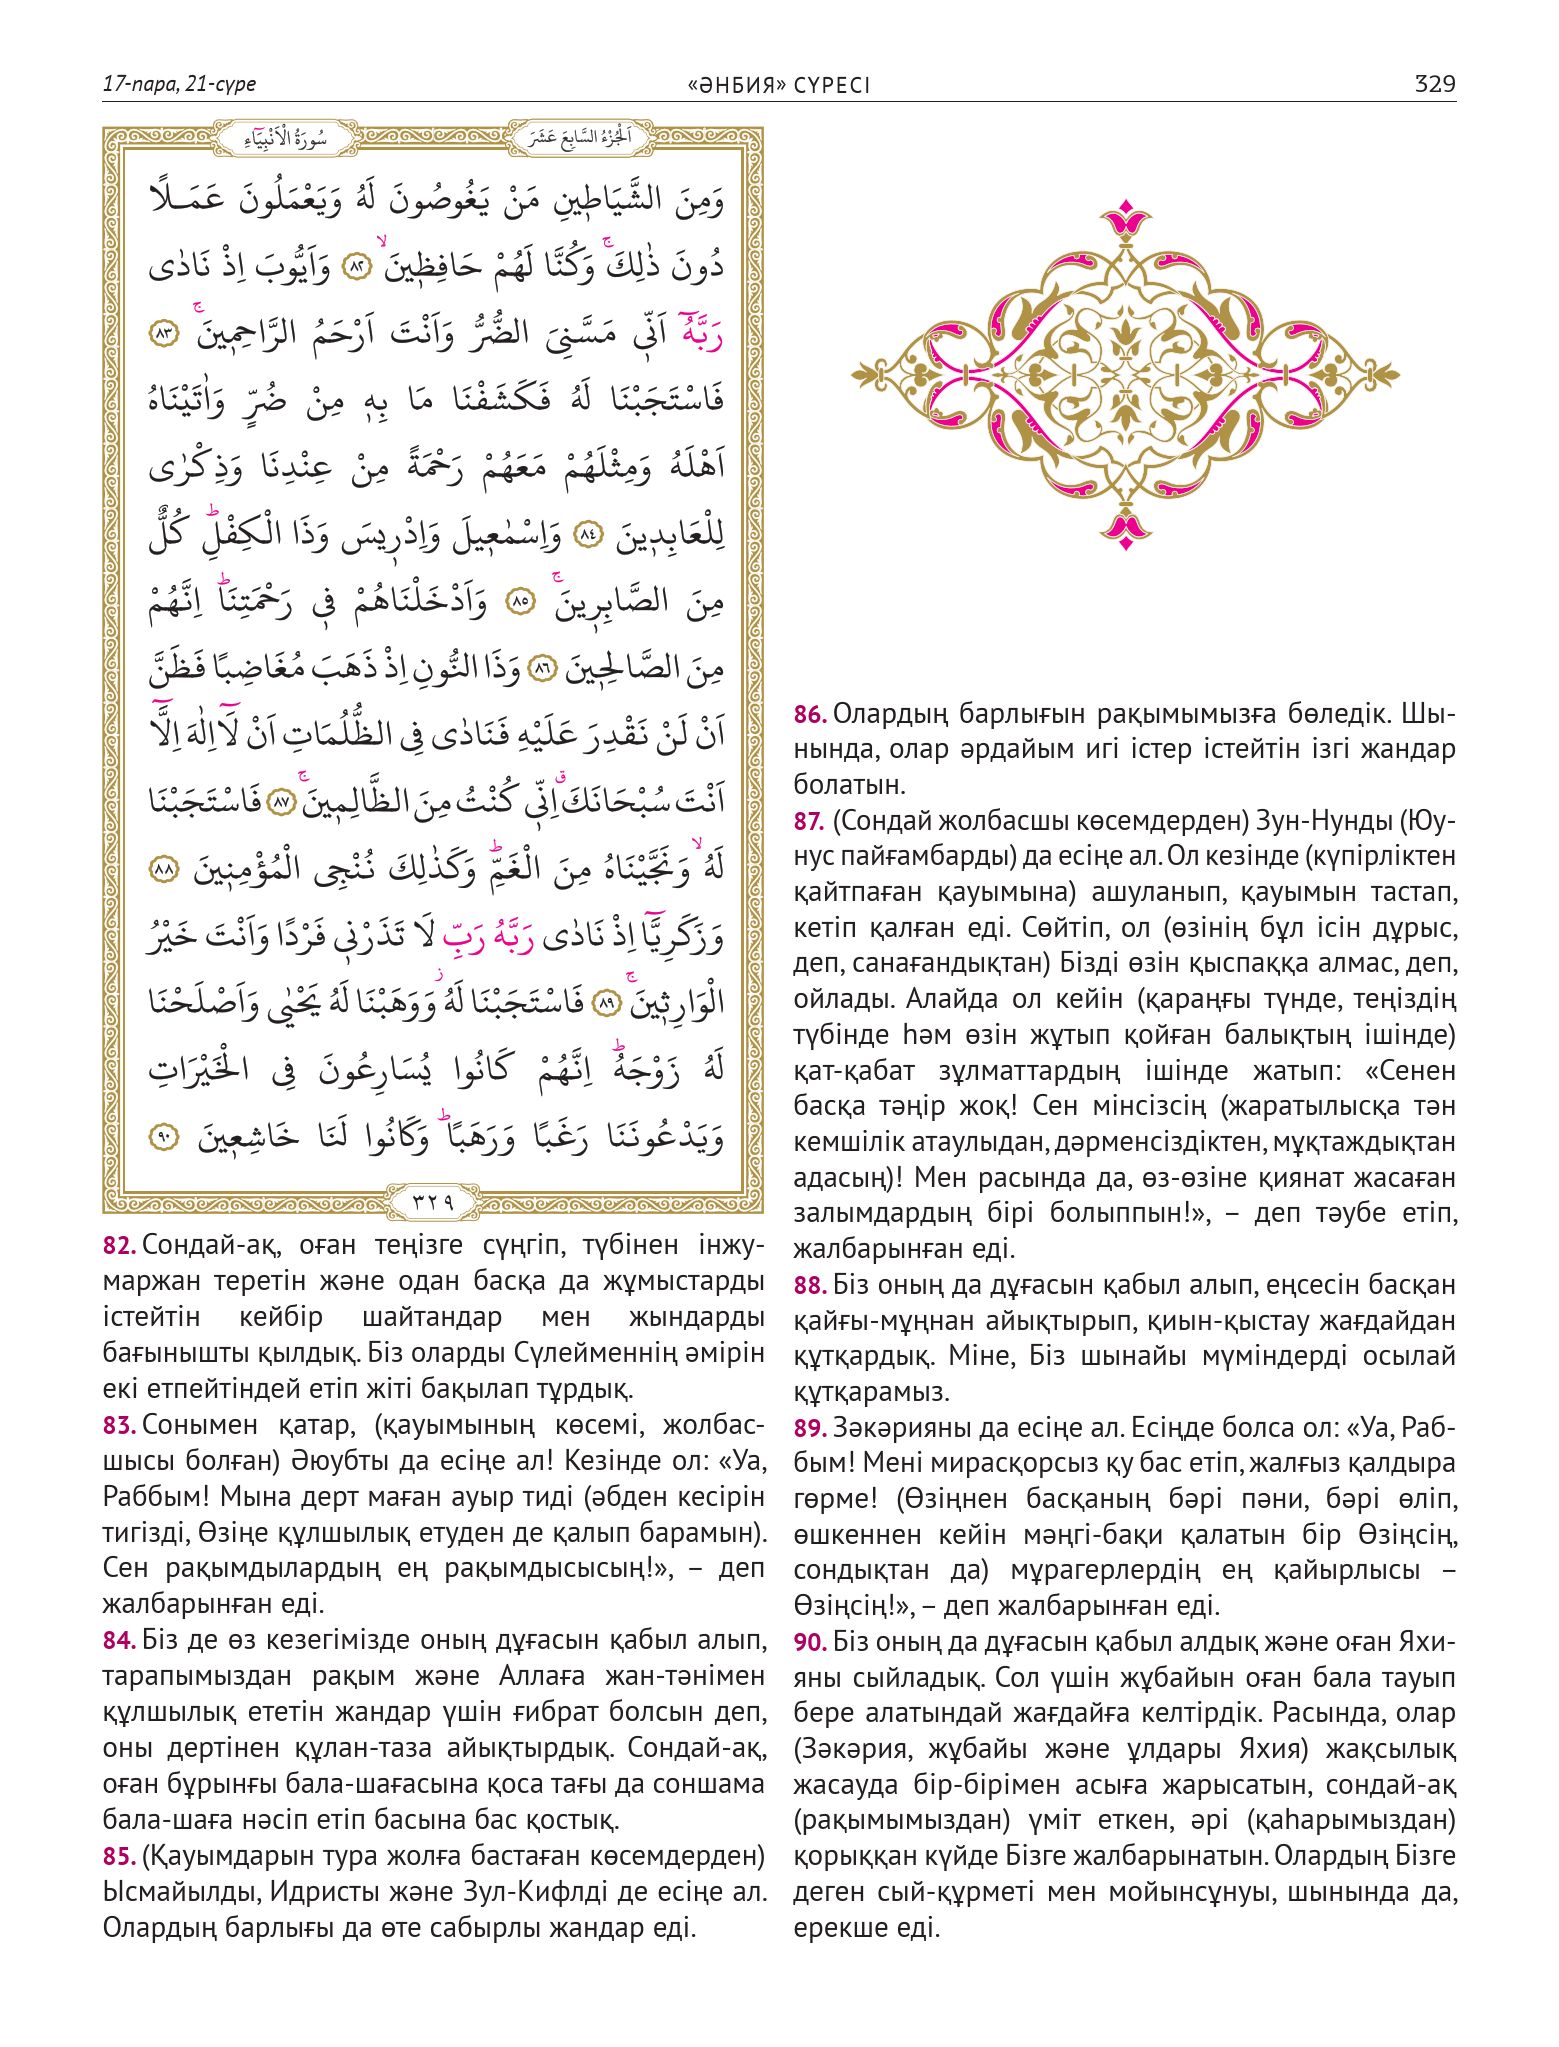 17-пара, 21-сүре
«ӘНБИЯ» СҮРЕСІ
329
سُورَةُ الْاَنْبِيَٓاءِ
اَلْجُزْءُ السَّابِعَ عَشَرَ
وَمِنَ الشَّيَاط۪ينِ مَنْ يَغُوصُونَ لَهُ وَيَعْمَلُونَ عَمَـلًا
دُونَ ذٰلِكَۚ وَكُنَّا لَهُمْ حَافِظ۪ينَۙ ﴿٨٢﴾ وَاَيُّوبَ اِذْ نَادٰى
رَبَّهُٓ اَنّ۪ي مَسَّنِيَ الضُّرُّ وَاَنْتَ اَرْحَمُ الرَّاحِم۪ينَۚ ﴿٨٣﴾
فَاسْتَجَبْنَا لَهُ فَكَشَفْنَا مَا بِه۪ مِنْ ضُرٍّ وَاٰتَيْنَاهُ
اَهْلَهُ وَمِثْلَهُمْ مَعَهُمْ رَحْمَةً مِنْ عِنْدِنَا وَذِكْرٰى
لِلْعَابِد۪ينَ ﴿٨٤﴾ وَاِسْمٰع۪يلَ وَاِدْر۪يسَ وَذَا الْكِفْلِۜ كُلٌّ
مِنَ الصَّابِر۪ينَۚ ﴿٨٥﴾ وَاَدْخَلْنَاهُمْ ف۪ي رَحْمَتِنَاۜ اِنَّهُمْ
مِنَ الصَّالِح۪ينَ ﴿٨٦﴾ وَذَا النُّونِ اِذْ ذَهَبَ مُغَاضِبًا فَظَنَّ
اَنْ لَنْ نَقْدِرَ عَلَيْهِ فَنَادٰى فِي الظُّلُمَاتِ اَنْ لَٓا اِلٰهَ اِلَّٓا
اَنْتَ سُبْحَانَكَۗ اِنّ۪ي كُنْتُ مِنَ الظَّالِم۪ينَۚ ﴿٨٧﴾ فَاسْتَجَبْنَا
لَهُۙ وَنَجَّيْنَاهُ مِنَ الْغَمِّۜ وَكَذٰلِكَ نُنْجِي الْمُؤْمِن۪ينَ ﴿٨٨﴾
وَزَكَرِيَّٓا اِذْ نَادٰى رَبَّهُ رَبِّ لَا تَذَرْن۪ي فَرْدًا وَاَنْتَ خَيْرُ
الْوَارِث۪ينَۚ ﴿٨٩﴾ فَاسْتَجَبْنَا لَهُۘ وَوَهَبْنَا لَهُ يَحْيٰى وَاَصْلَحْنَا
لَهُ زَوْجَهُۜ اِنَّهُمْ كَانُوا يُسَارِعُونَ فِي الْخَيْرَاتِ
وَيَدْعُونَنَا رَغَبًا وَرَهَبًاۜ وَكَانُوا لَنَا خَاشِع۪ينَ ﴿٩٠﴾
٣٢٩
82. Сондай-ақ, оған теңізге сүңгіп, түбінен інжу-
маржан теретін және одан басқа да жұмыстарды
істейтін кейбір шайтандар мен жындарды
бағынышты қылдық. Біз оларды Сүлейменнің әмірін
екі етпейтіндей етіп жіті бақылап тұрдық.
83. Сонымен қатар, (қауымының көсемі, жолбас-
шысы болған) Әюубты да есіңе ал! Кезінде ол: «Уа,
Раббым! Мына дерт маған ауыр тиді (әбден кесірін
тигізді, Өзіңе құлшылық етуден де қалып барамын).
Сен рақымдылардың ең рақымдысысың!», – деп
жалбарынған еді.
84. Біз де өз кезегімізде оның дұғасын қабыл алып,
тарапымыздан рақым және Аллаға жан-тәнімен
құлшылық ететін жандар үшін ғибрат болсын деп,
оны дертінен құлан-таза айықтырдық. Сондай-ақ,
оған бұрынғы бала-шағасына қоса тағы да соншама
бала-шаға нәсіп етіп басына бас қостық.
85. (Қауымдарын тура жолға бастаған көсемдерден)
Ысмайылды, Идристы және Зул-Кифлді де есіңе ал.
Олардың барлығы да өте сабырлы жандар еді.
86. Олардың барлығын рақымымызға бөледік. Шы-
нында, олар әрдайым игі істер істейтін ізгі жандар
болатын.
87. (Сондай жолбасшы көсемдерден) Зун-Нунды (Юу-
нус пайғамбарды) да есіңе ал. Ол кезінде (күпірліктен
қайтпаған қауымына) ашуланып, қауымын тастап,
кетіп қалған еді. Сөйтіп, ол (өзінің бұл ісін дұрыс,
деп, санағандықтан) Бізді өзін қыспаққа алмас, деп,
ойлады. Алайда ол кейін (қараңғы түнде, теңіздің
түбінде һәм өзін жұтып қойған балықтың ішінде)
қат-қабат зұлматтардың ішінде жатып: «Сенен
басқа тәңір жоқ! Сен мінсізсің (жаратылысқа тән
кемшілік атаулыдан, дәрменсіздіктен, мұқтаждықтан
адасың)! Мен расында да, өз-өзіне қиянат жасаған
залымдардың бірі болыппын!», – деп тәубе етіп,
жалбарынған еді.
88. Біз оның да дұғасын қабыл алып, еңсесін басқан
қайғы-мұңнан айықтырып, қиын-қыстау жағдайдан
құтқардық. Міне, Біз шынайы мүміндерді осылай
құтқарамыз.
89. Зәкәрияны да есіңе ал. Есіңде болса ол: «Уа, Раб-
бым! Мені мирасқорсыз қу бас етіп, жалғыз қалдыра
гөрме! (Өзіңнен басқаның бәрі пәни, бәрі өліп,
өшкеннен кейін мәңгі-бақи қалатын бір Өзіңсің,
сондықтан да) мұрагерлердің ең қайырлысы –
Өзіңсің!», – деп жалбарынған еді.
90. Біз оның да дұғасын қабыл алдық және оған Яхи-
яны сыйладық. Сол үшін жұбайын оған бала тауып
бере алатындай жағдайға келтірдік. Расында, олар
(Зәкәрия, жұбайы және ұлдары Яхия) жақсылық
жасауда бір-бірімен асыға жарысатын, сондай-ақ
(рақымымыздан) үміт еткен, әрі (қаһарымыздан)
қорыққан күйде Бізге жалбарынатын. Олардың Бізге
деген сый-құрметі мен мойынсұнуы, шынында да,
ерекше еді.